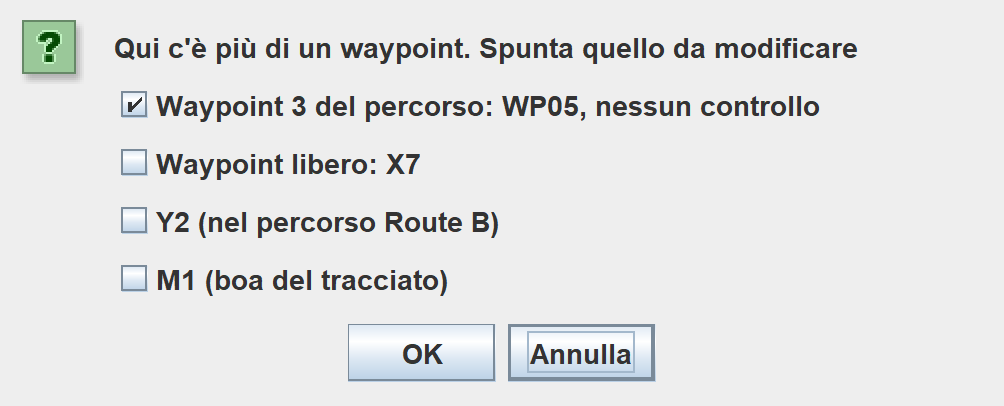 Qui c'è più di un waypoint. Spunta quello da modificare
Waypoint 3 del percorso: WP05, nessun controllo
Waypoint libero: X7
Y2 (nel percorso Route B)
M1 (boa del tracciato)
OK
Annulla